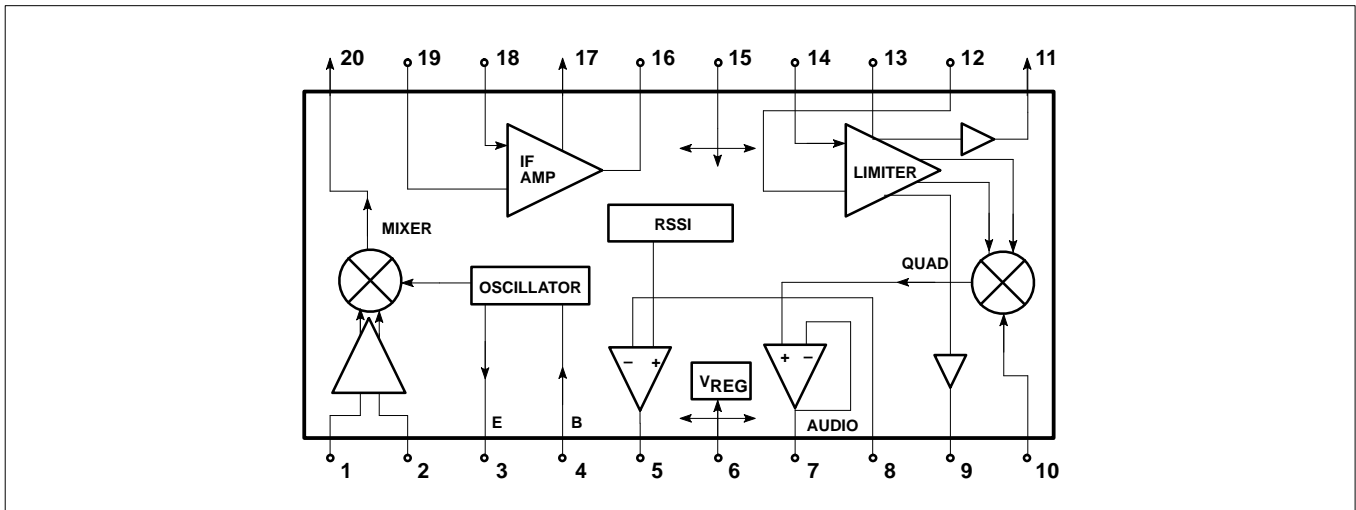 20 19 18 17 16 15 14 13 12 11
IF
AMP
LIMITER
MIXER
RSSI
QUAD
OSCILLATOR
– +
+ –
VREG
E B AUDIO
1 2 3 4 5 6 7 8 9 10